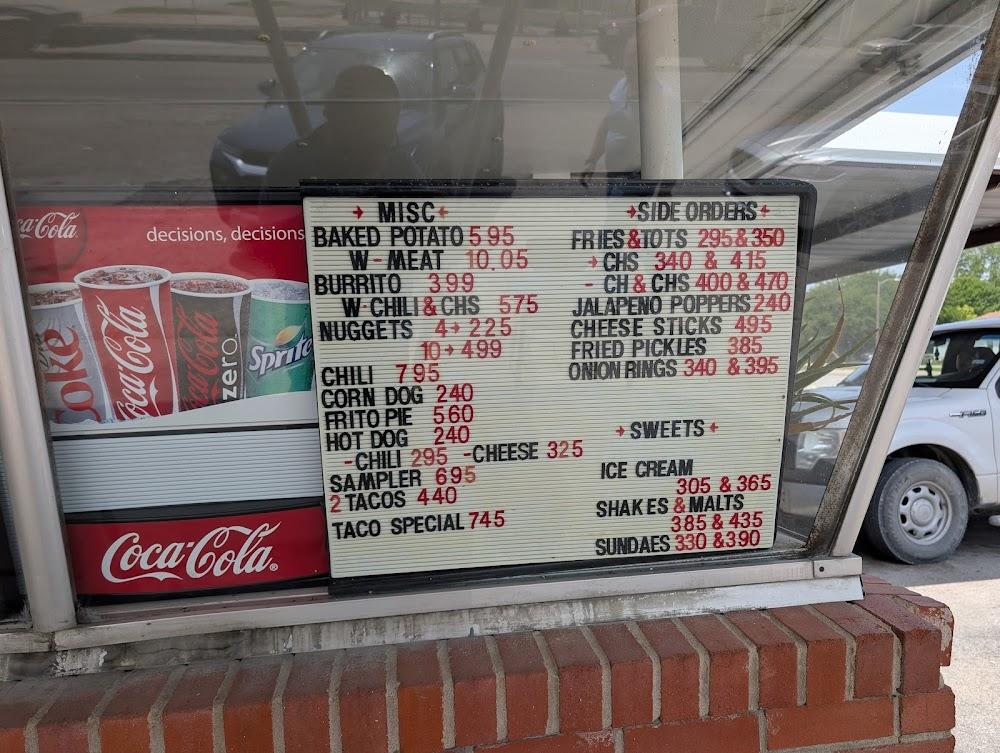 ca-Cola
decisions, decisions
Coke
Coca-Cola
Coca-Cola
zero
Sprite
Coca-Cola®
→ MISC ←
BAKED POTATO 595
W-MEAT 10.05
BURRITO 399
W-CHILI & CHS 575
NUGGETS 4→225
10→499
CHILI 795
CORN DOG 240
FRITO PIE 560
HOT DOG 240
-CHILI 295 -CHEESE 325
SAMPLER 695
2 TACOS 440
TACO SPECIAL 745
→SIDE ORDERS←
FRIES & TOTS 295 & 350
→ CHS 340 & 415
- CH & CHS 400 & 470
JALAPENO POPPERS 240
CHEESE STICKS 495
FRIED PICKLES 385
ONION RINGS 340 & 395
→SWEETS←
ICE CREAM
305 & 365
SHAKES & MALTS
385 & 435
SUNDAES 330 & 390